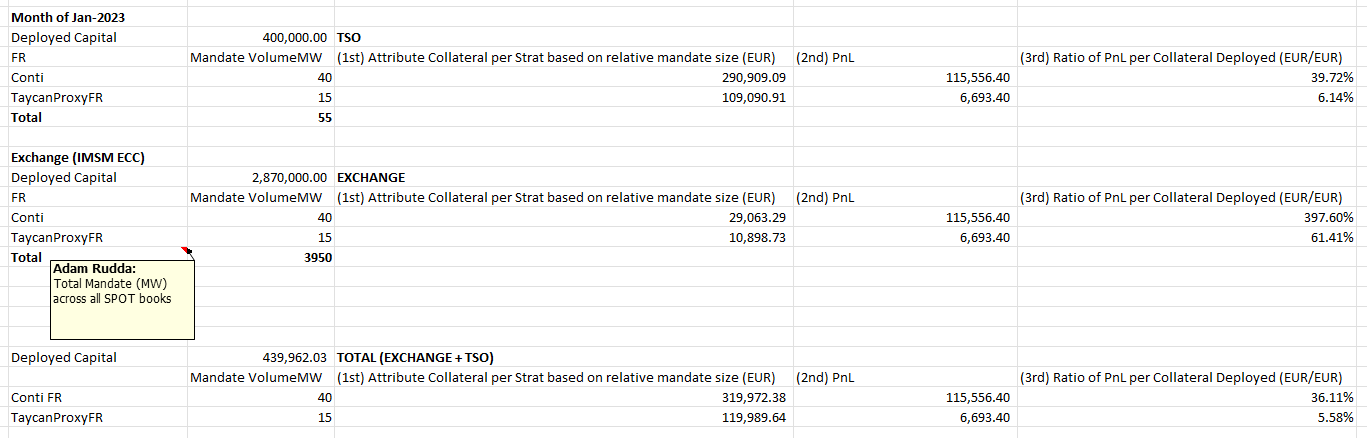 Month of Jan-2023
Deployed Capital 400,000.00 TSO
FR Mandate VolumeMW (1st) Attribute Collateral per Strat based on relative mandate size (EUR) (2nd) PnL (3rd) Ratio of PnL per Collateral Deployed (EUR/EUR)
Conti 40 290,909.09 115,556.40 39.72%
TaycanProxyFR 15 109,090.91 6,693.40 6.14%
Total 55
Exchange (IMSM ECC)
Deployed Capital 2,870,000.00 EXCHANGE
FR Mandate VolumeMW (1st) Attribute Collateral per Strat based on relative mandate size (EUR) (2nd) PnL (3rd) Ratio of PnL per Collateral Deployed (EUR/EUR)
Conti 40 29,063.29 115,556.40 397.60%
TaycanProxyFR 15 10,898.73 6,693.40 61.41%
Total 3950
Adam Rudda:
Total Mandate (MW)
across all SPOT books
Deployed Capital 439,962.03 TOTAL (EXCHANGE + TSO)
Mandate VolumeMW (1st) Attribute Collateral per Strat based on relative mandate size (EUR) (2nd) PnL (3rd) Ratio of PnL per Collateral Deployed (EUR/EUR)
Conti FR 40 319,972.38 115,556.40 36.11%
TaycanProxyFR 15 119,989.64 6,693.40 5.58%